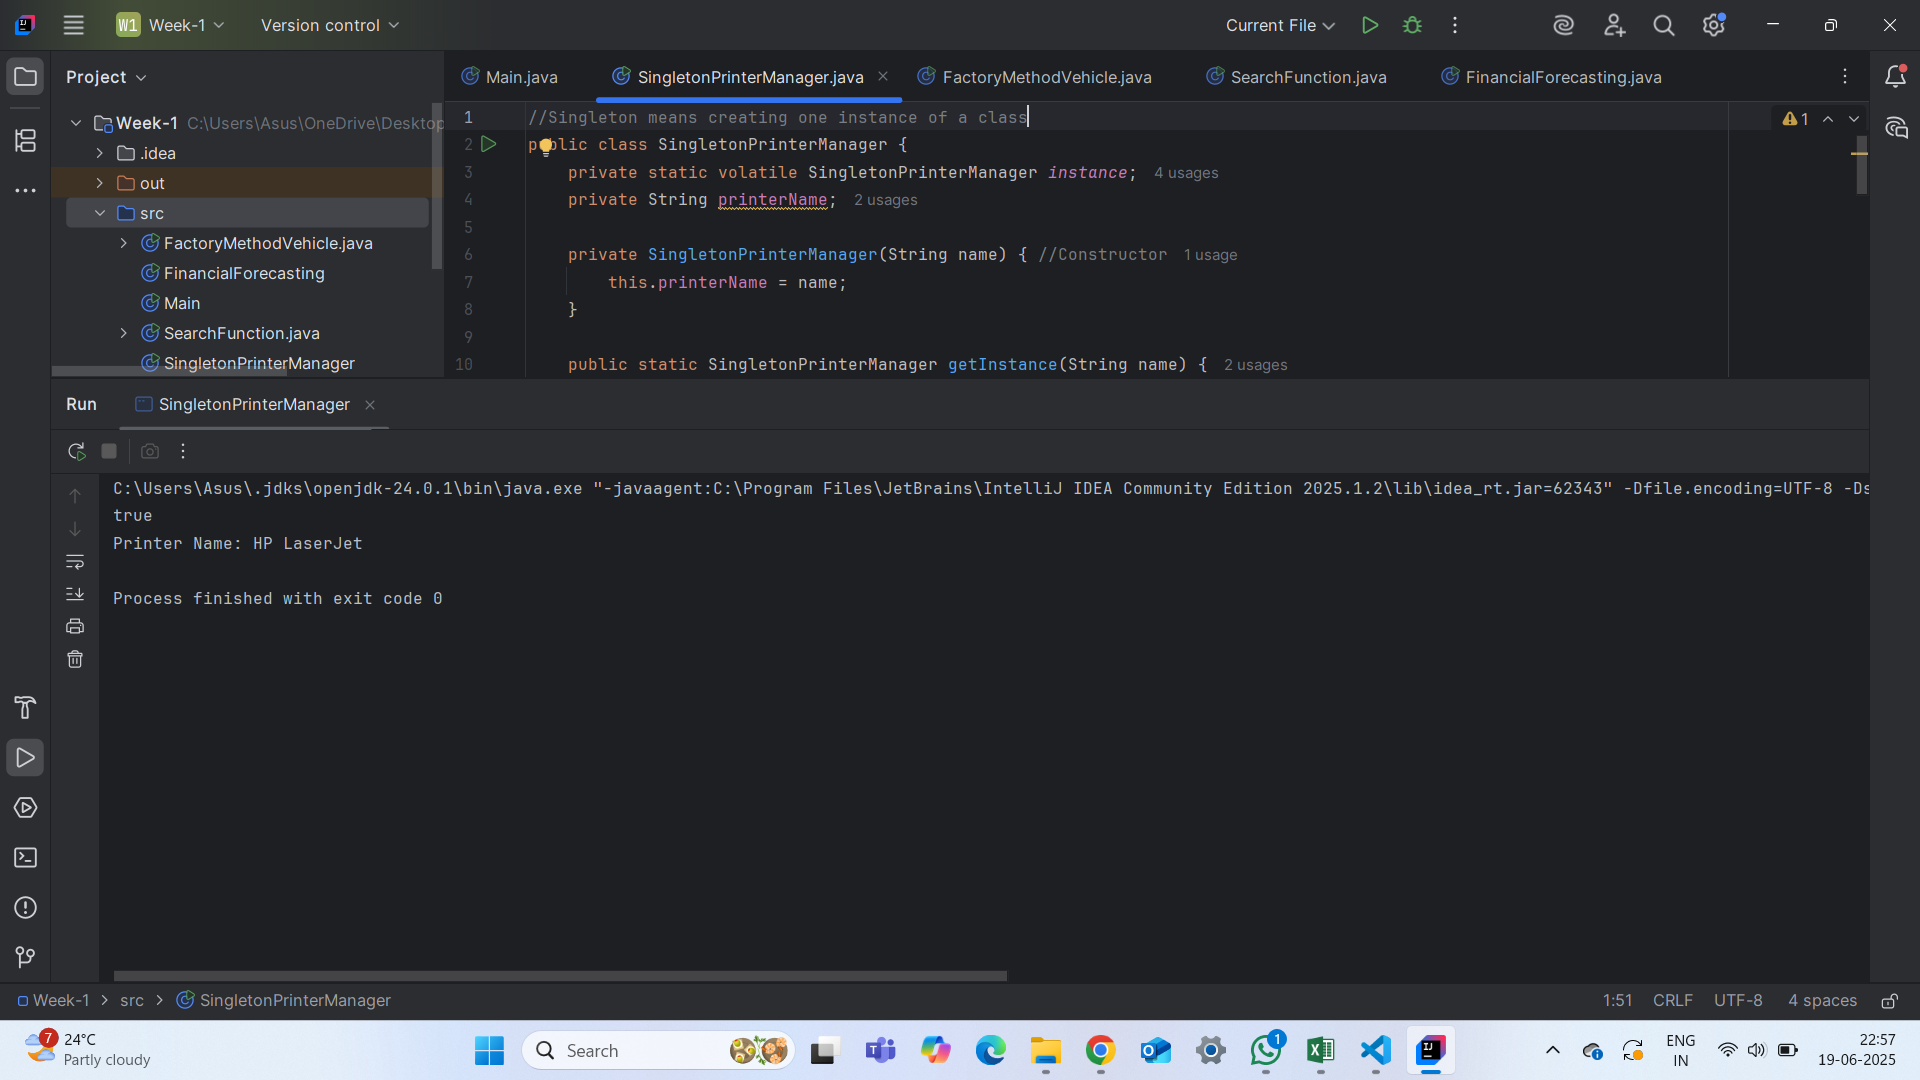 W1 Week-1 Version control Current File
Project
Main.java SingletonPrinterManager.java FactoryMethodVehicle.java SearchFunction.java FinancialForecasting.java
Week-1 C:\Users\Asus\OneDrive\Desktop
.idea
out
src
FactoryMethodVehicle.java
FinancialForecasting
Main
SearchFunction.java
SingletonPrinterManager
1 //Singleton means creating one instance of a class 1
2 public class SingletonPrinterManager {
3 private static volatile SingletonPrinterManager instance; 4 usages
4 private String printerName; 2 usages
5
6 private SingletonPrinterManager(String name) { //Constructor 1 usage
7 this.printerName = name;
8 }
9
10 public static SingletonPrinterManager getInstance(String name) { 2 usages
Run SingletonPrinterManager
C:\Users\Asus\.jdks\openjdk-24.0.1\bin\java.exe "-javaagent:C:\Program Files\JetBrains\IntelliJ IDEA Community Edition 2025.1.2\lib\idea_rt.jar=62343" -Dfile.encoding=UTF-8 -Ds
true
Printer Name: HP LaserJet
Process finished with exit code 0
Week-1 > src > SingletonPrinterManager 1:51 CRLF UTF-8 4 spaces
7 24°C
Partly cloudy
Search
1
ENG
IN
22:57
19-06-2025